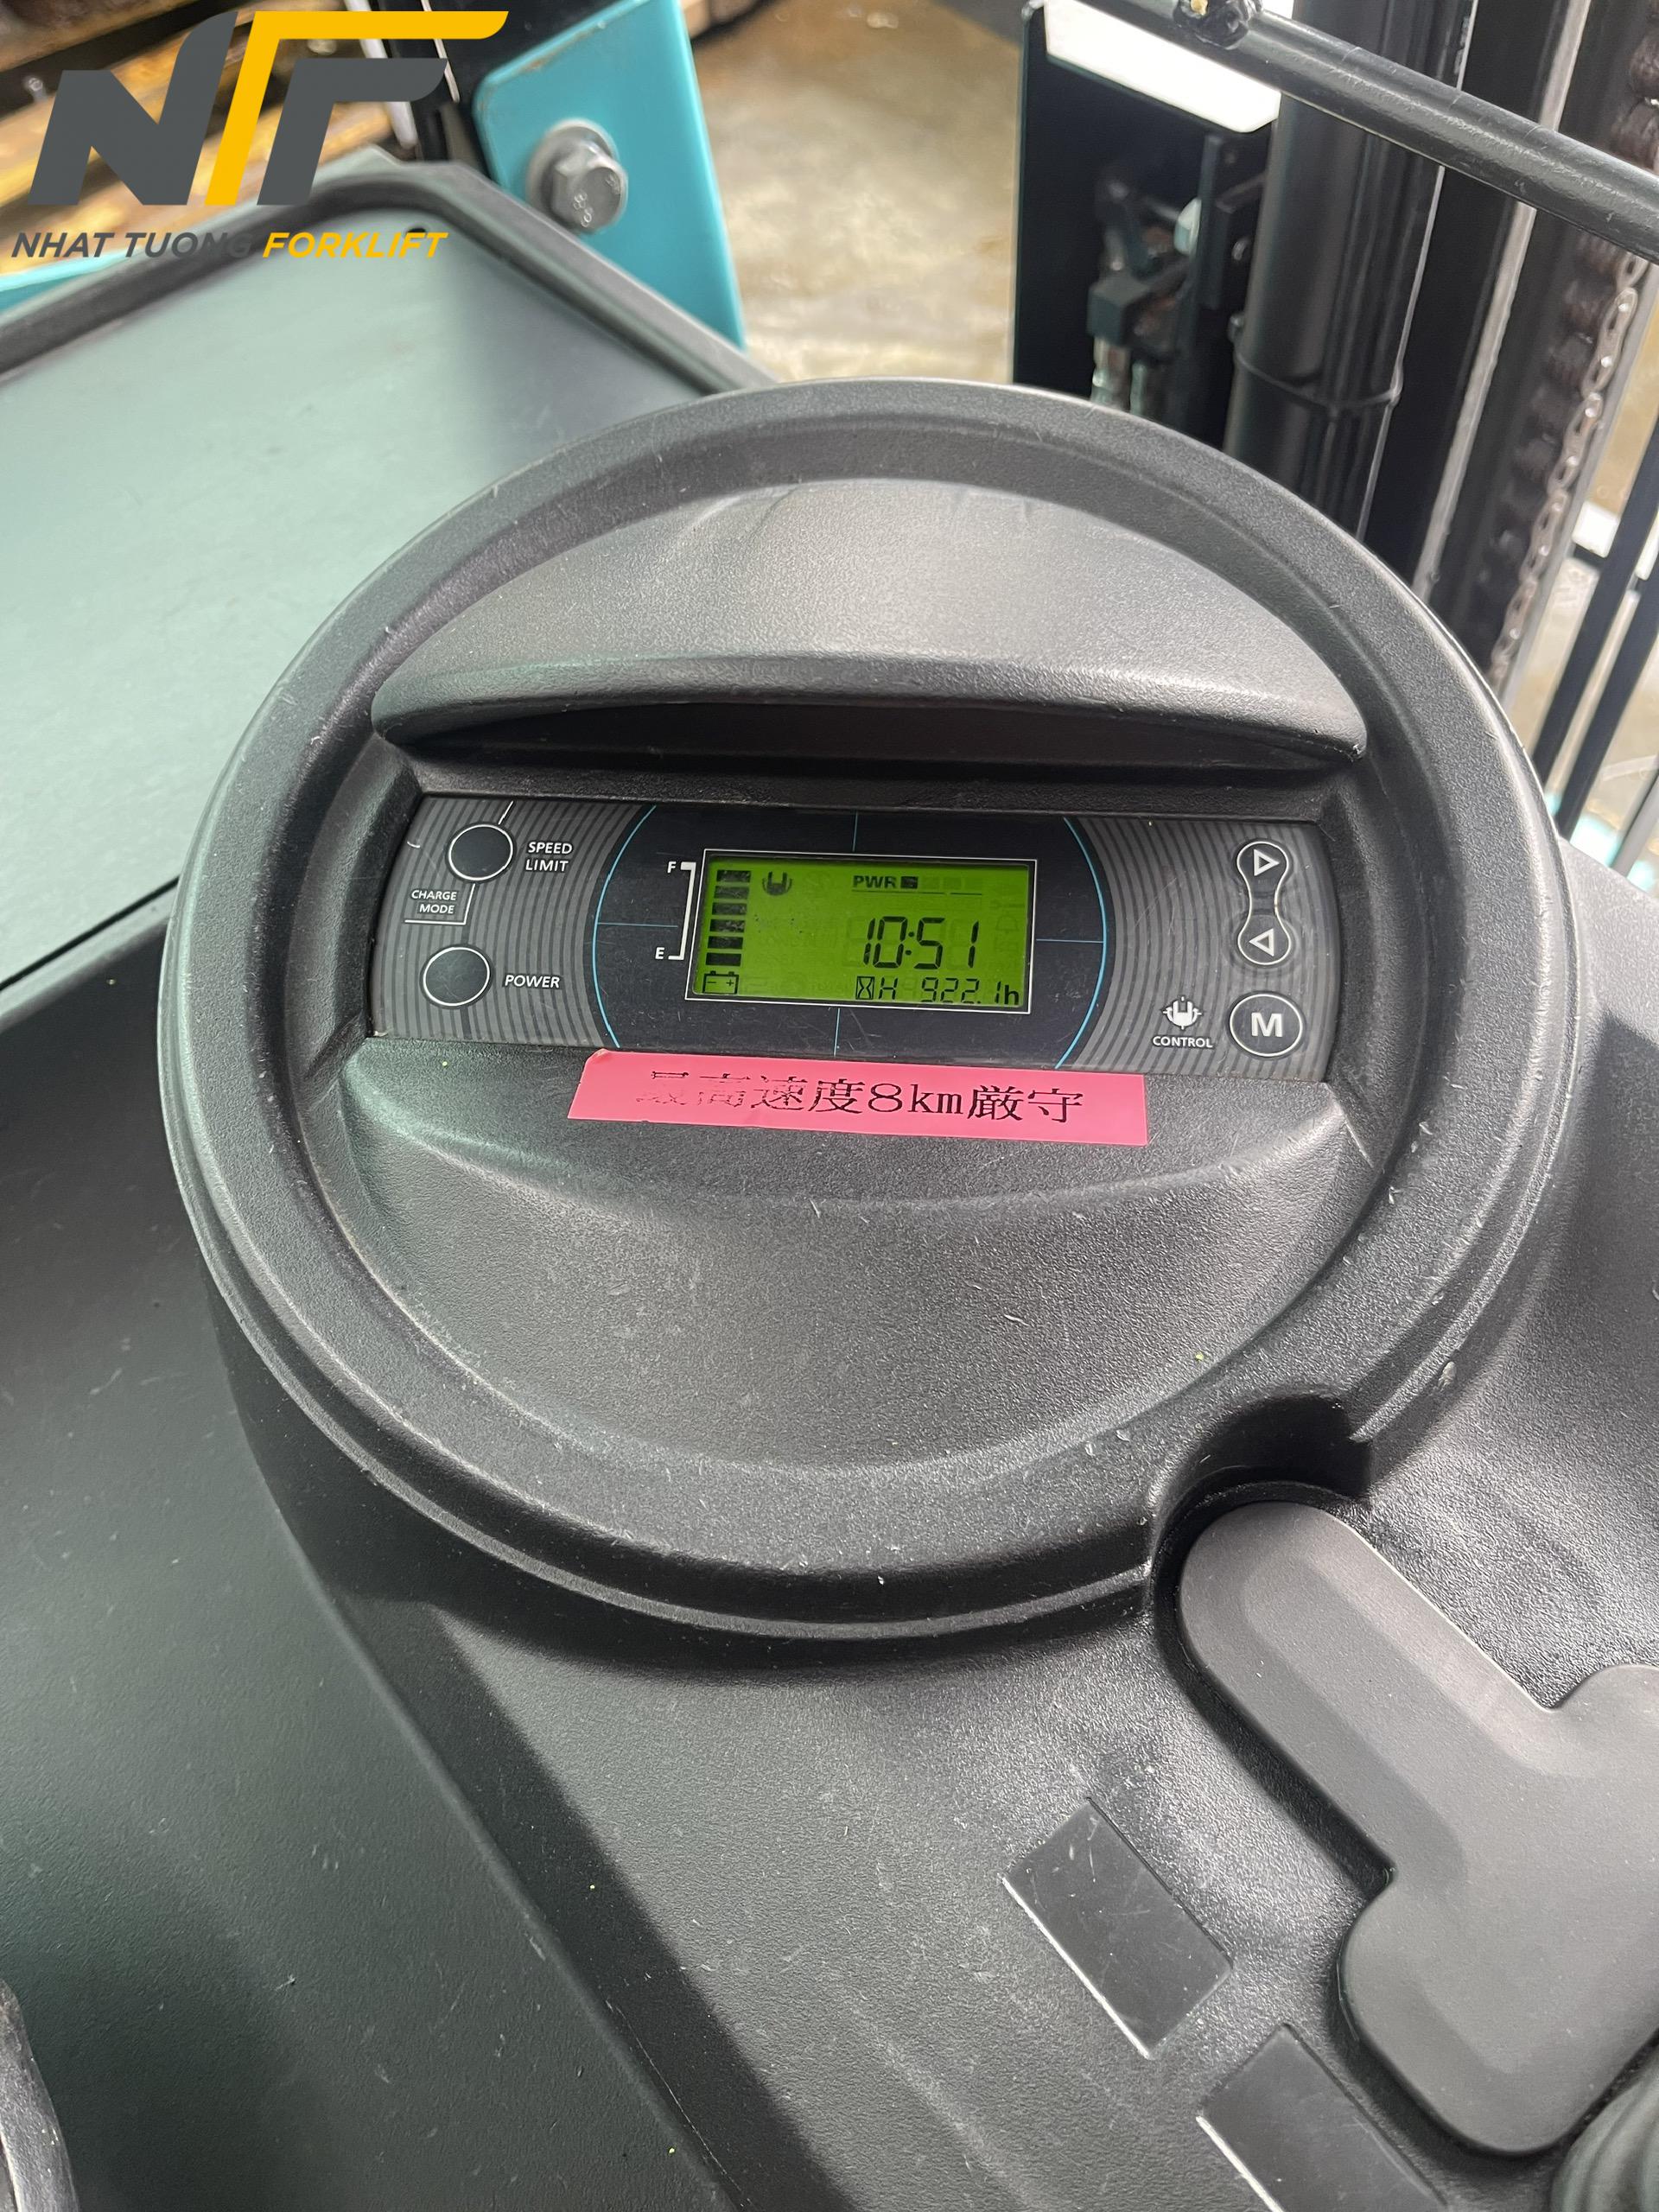 NTF
NHAT TUONG FORKLIFT
SPEED
LIMIT
CHARGE
MODE
POWER
F
E
PWR S
10:51
H 922.1h
CONTROL
M
最高速度8km厳守